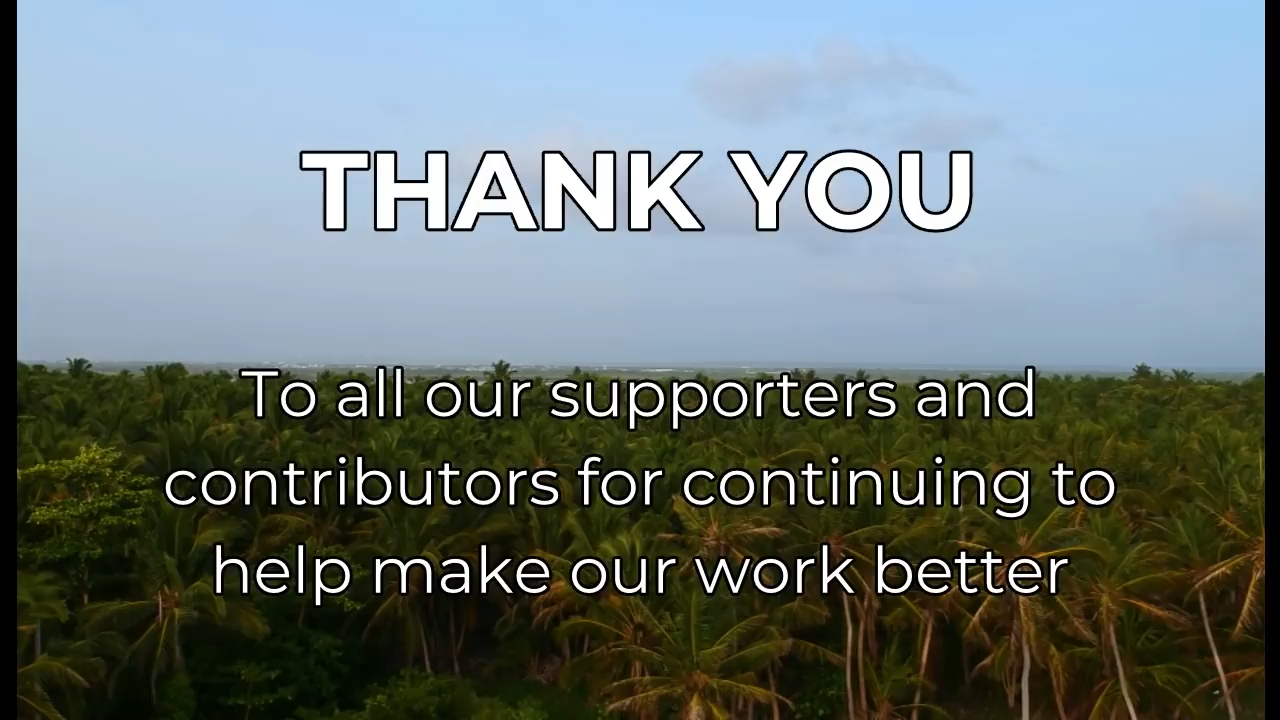 THANK YOU
To all our supporters and
contributors for continuing to
help make our work better